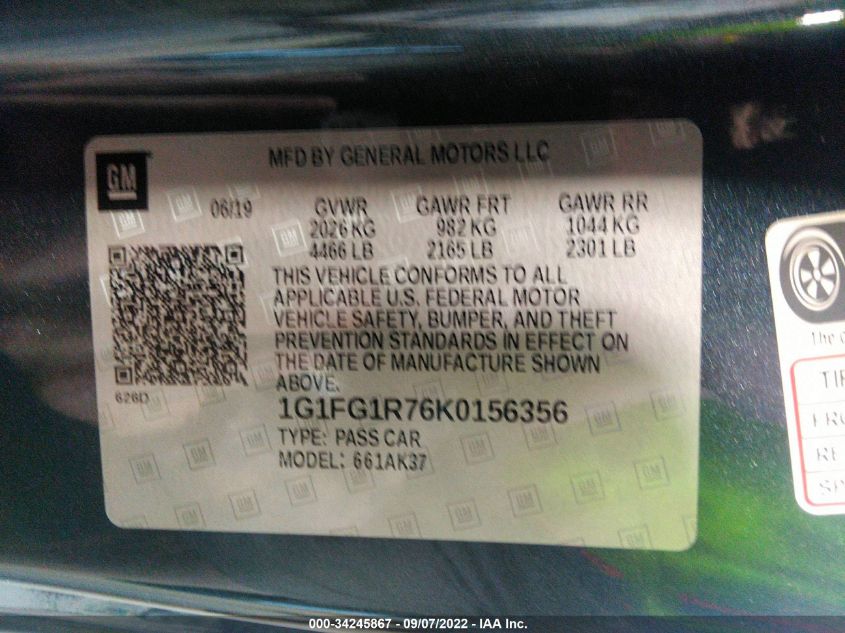 GM
MFD BY GENERAL MOTORS LLC
06/19 GVWR GAWR FRT GAWR RR
2026 KG 982 KG 1044 KG
4466 LB 2165 LB 2301 LB
THIS VEHICLE CONFORMS TO ALL
APPLICABLE U.S. FEDERAL MOTOR
VEHICLE SAFETY, BUMPER, AND THEFT
PREVENTION STANDARDS IN EFFECT ON
THE DATE OF MANUFACTURE SHOWN
ABOVE.
626D
1G1FG1R76K0156356
TYPE: PASS CAR
MODEL: 661AK37
The
000-34245867 - 09/07/2022 - IAA Inc.